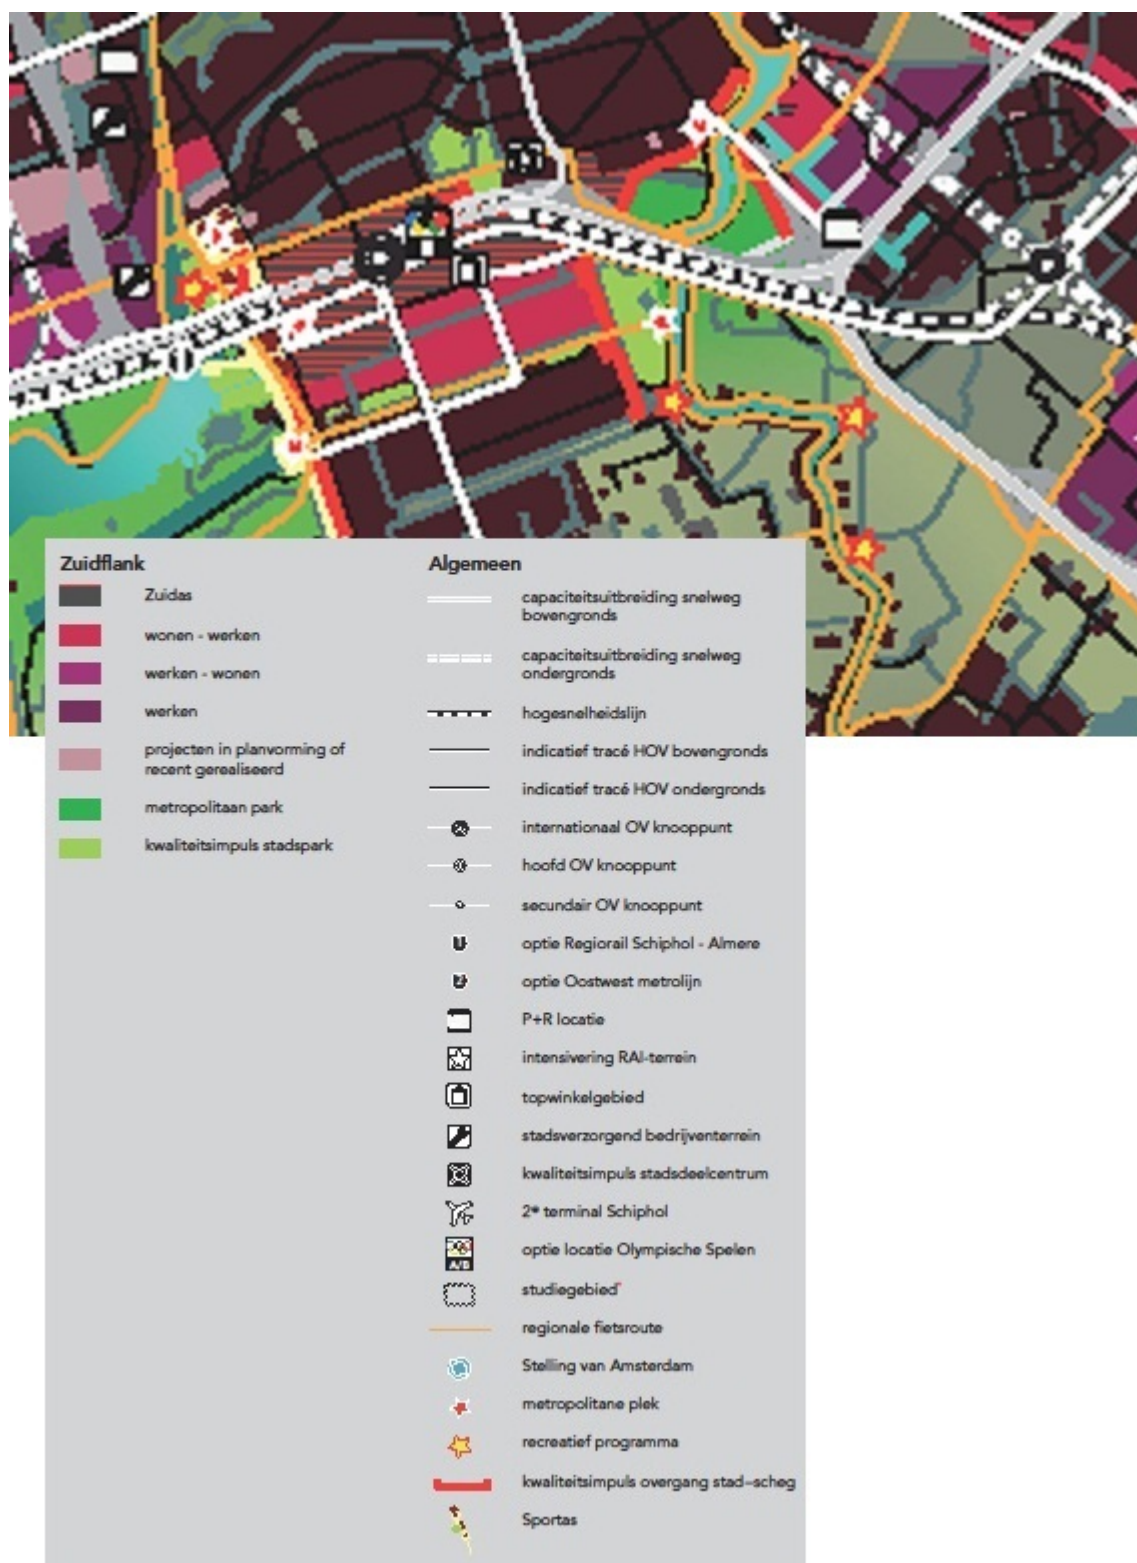 Zuidflank
Zuidas
wonen - werken
werken - wonen
werken
projecten in planvorming of
recent gerealiseerd
metropolitaan park
kwaliteitsimpuls stadspark
Algemeen
capaciteitsuitbreiding snelweg
bovengronds
capaciteitsuitbreiding snelweg
ondergronds
hogesnelheidslijn
indicatief tracé HOV bovengronds
indicatief tracé HOV ondergronds
internationaal OV knooppunt
hoofd OV knooppunt
secundair OV knooppunt
optie Regiorail Schiphol - Almere
optie Oostwest metrolijn
P+R locatie
intensivering RAI-terrein
topwinkelgebied
stadsverzorgend bedrijventerrein
kwaliteitsimpuls stadsdeelcentrum
2e terminal Schiphol
optie locatie Olympische Spelen
studiegebied*
regionale fietsroute
Stelling van Amsterdam
metropolitane plek
recreatief programma
kwaliteitsimpuls overgang stad–scheg
Sportas